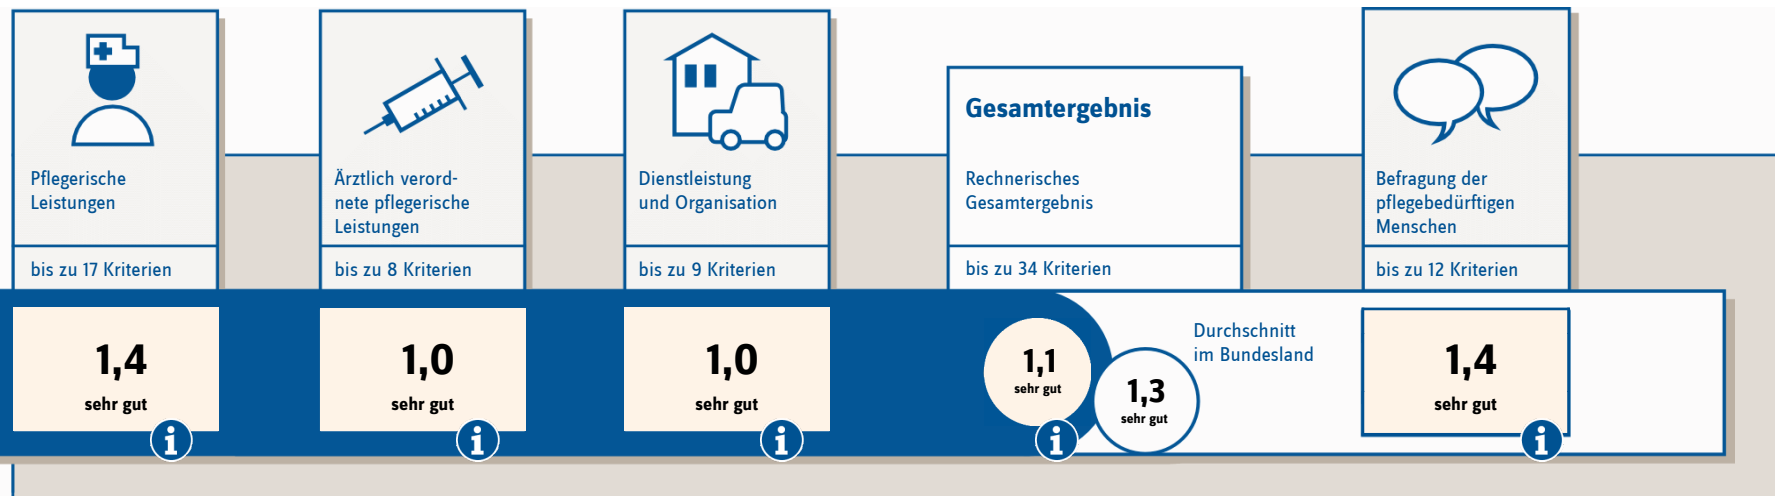 Pflegerische
Leistungen
bis zu 17 Kriterien
1,4
sehr gut
Ärztlich verord-
nete pflegerische
Leistungen
bis zu 8 Kriterien
1,0
sehr gut
Dienstleistung
und Organisation
bis zu 9 Kriterien
1,0
sehr gut
Gesamtergebnis
Rechnerisches
Gesamtergebnis
bis zu 34 Kriterien
1,1
sehr gut
Durchschnitt
im Bundesland
1,3
sehr gut
Befragung der
pflegebedürftigen
Menschen
bis zu 12 Kriterien
1,4
sehr gut